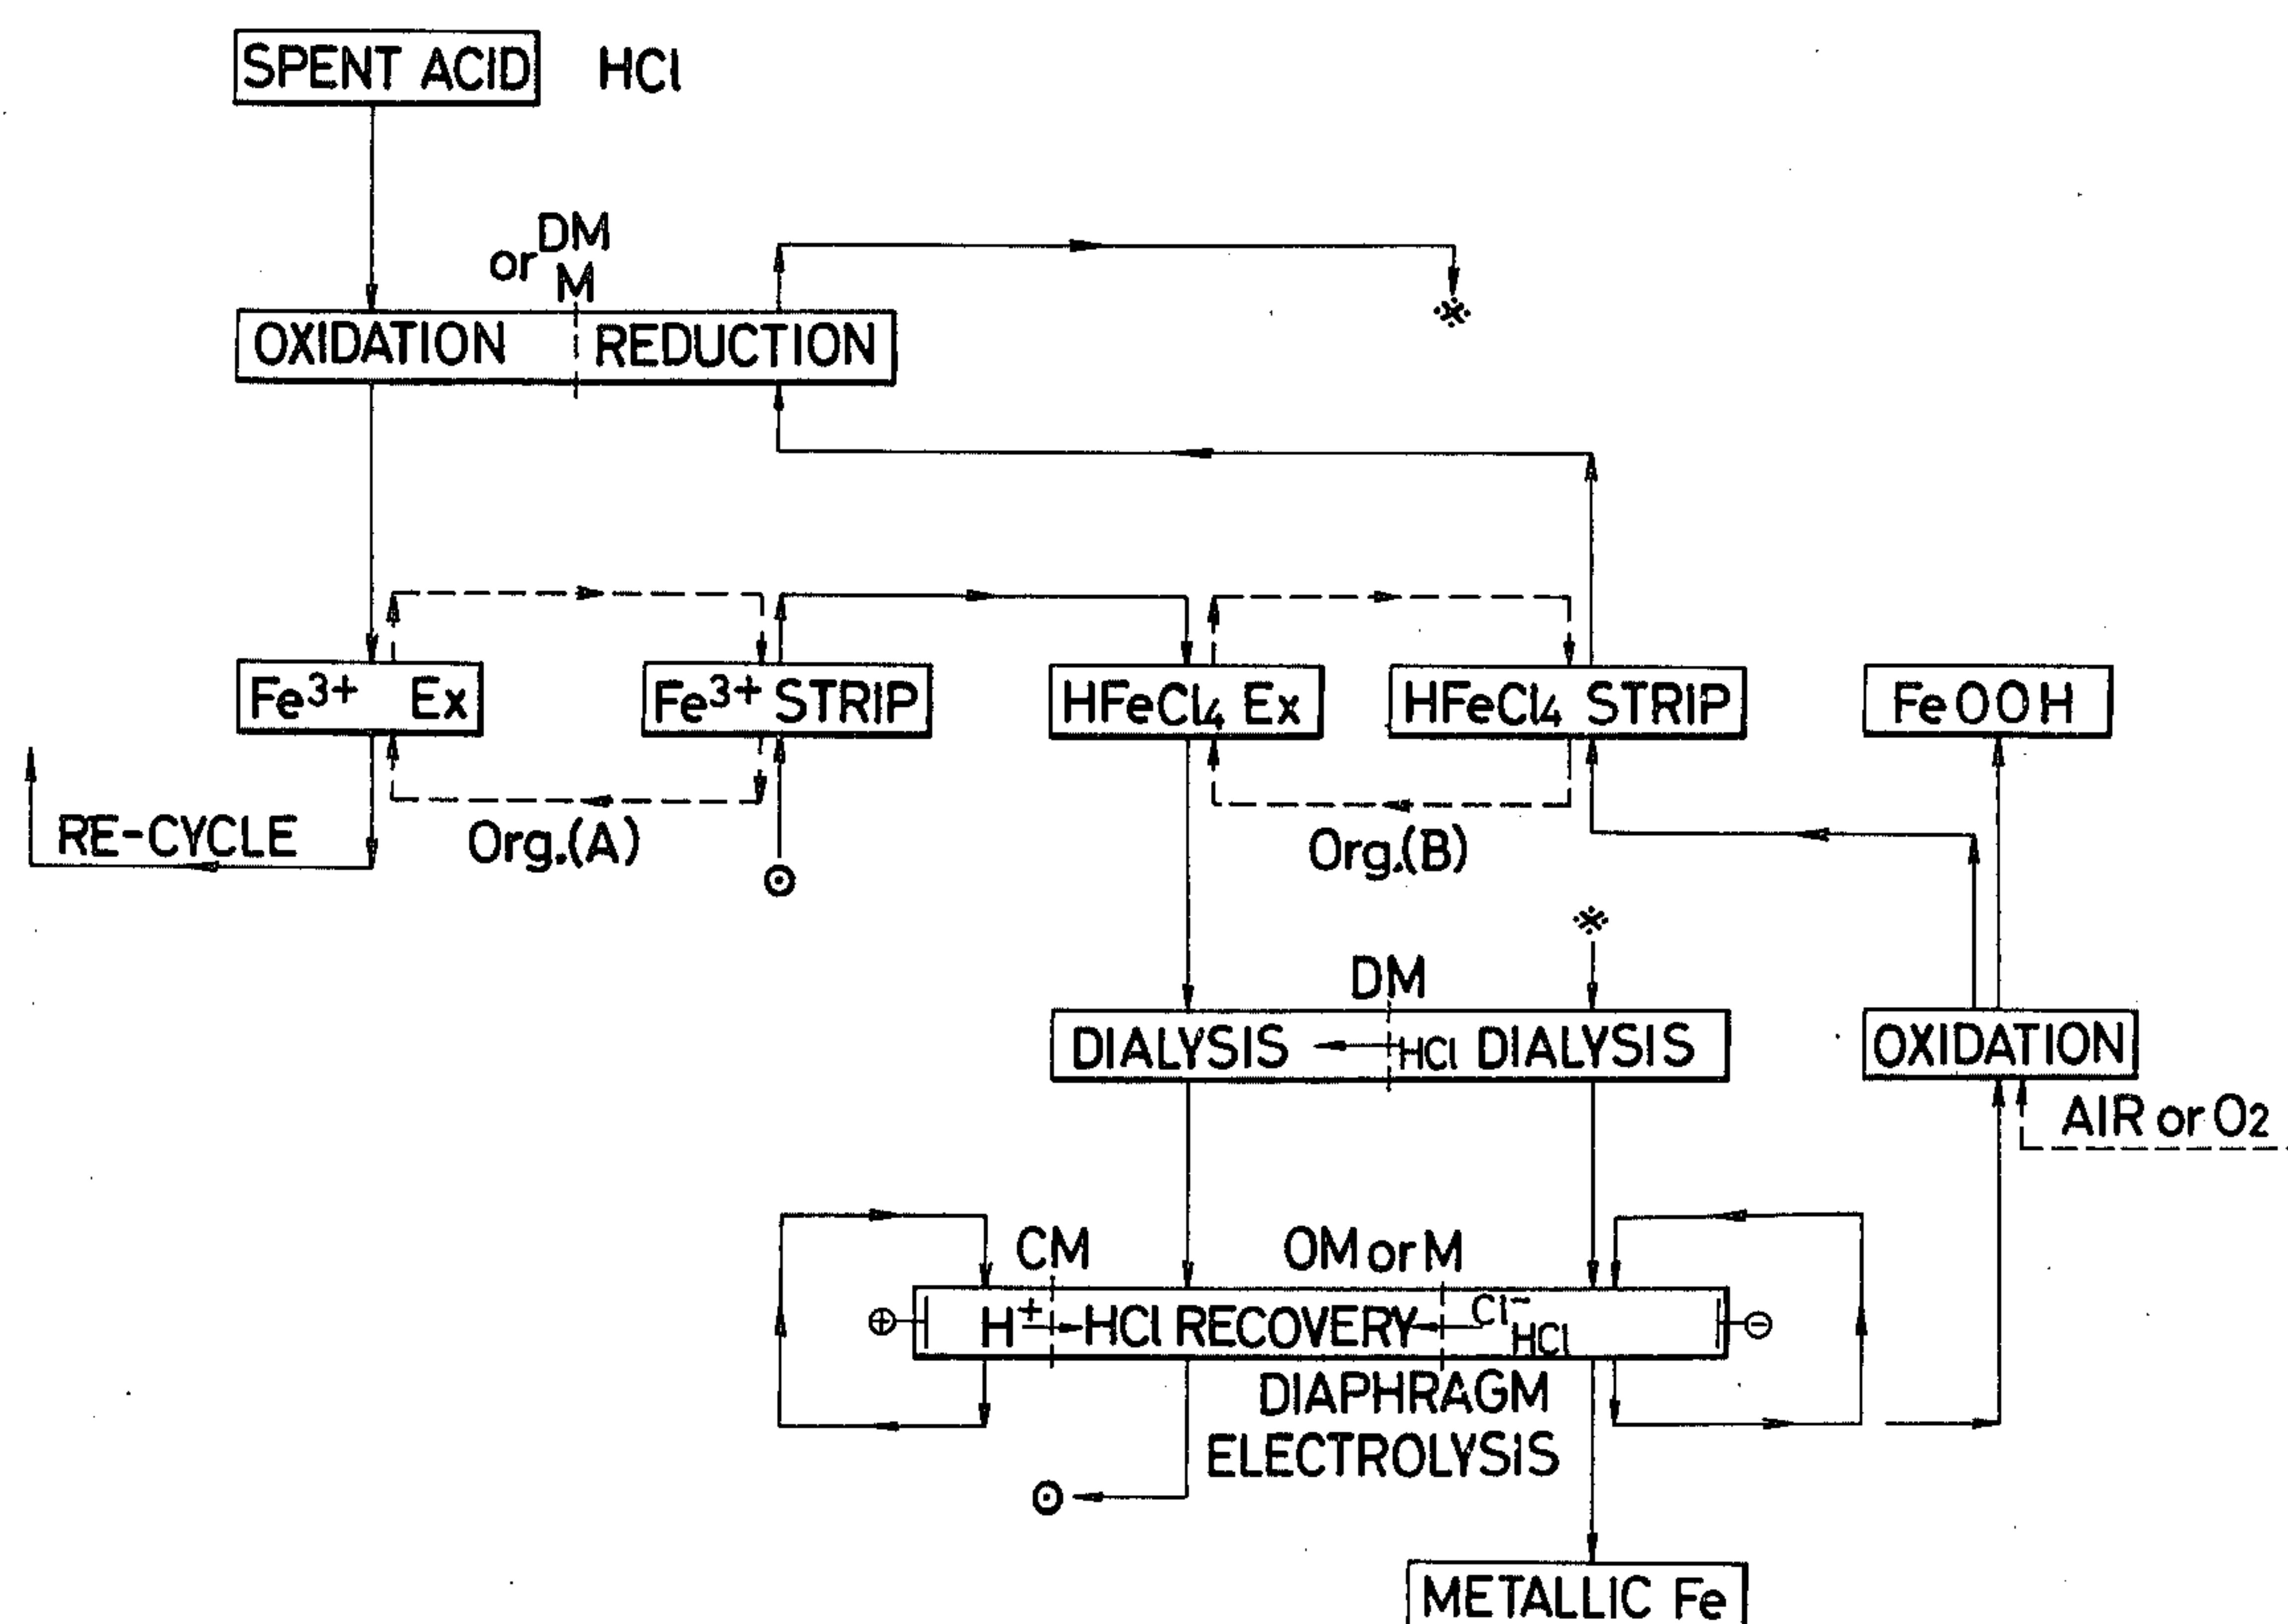 SPENT ACID HCl
or DM
M
OXIDATION REDUCTION
※
Fe³⁺ Ex
Fe³⁺ STRIP
HFeCl₄ Ex
HFeCl₄ STRIP
FeOOH
RE-CYCLE
Org.(A)
Org.(B)
⊙
※
DM
DIALYSIS HCl DIALYSIS
OXIDATION
AIR or O₂
CM
OM or M
⊕ H⁺ HCl RECOVERY Cl⁻ HCl ⊖
DIAPHRAGM
ELECTROLYSIS
⊙
METALLIC Fe